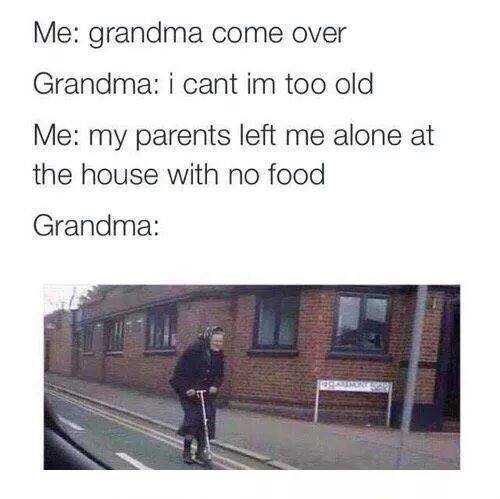 Me: grandma come over
Grandma: i cant im too old
Me: my parents left me alone at
the house with no food
Grandma: